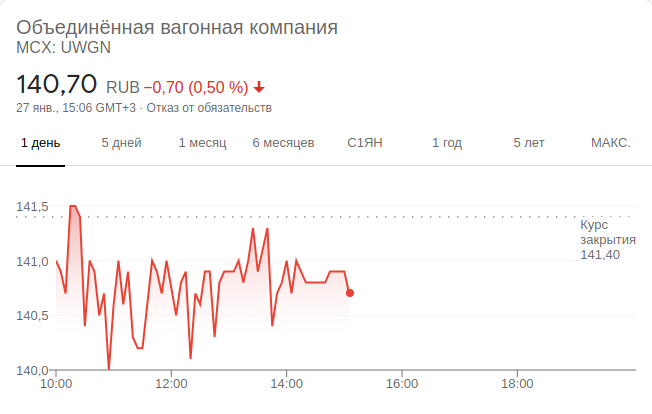 Объединённая вагонная компания
MCX: UWGN
140,70 RUB −0,70 (0,50 %)
27 янв., 15:06 GMT+3 · Отказ от обязательств
1 день 5 дней 1 месяц 6 месяцев С1ЯН 1 год 5 лет МАКС.
141,5
Курс
закрытия
141,40
141,0
140,5
140,0
10:00 12:00 14:00 16:00 18:00